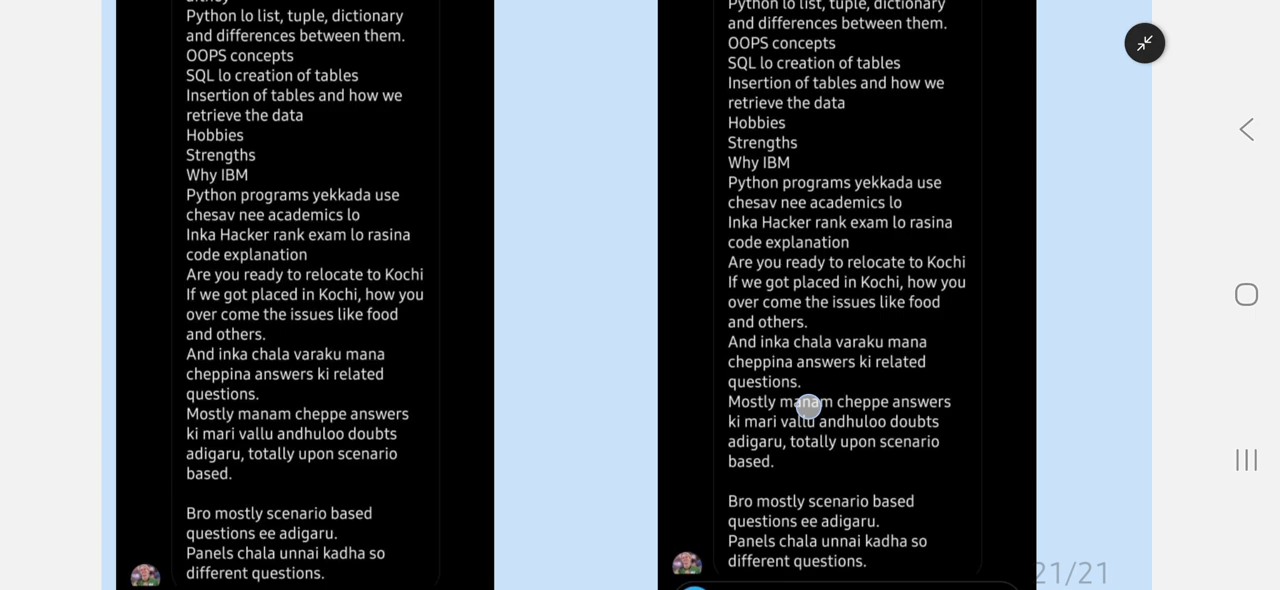 Python lo list, tuple, dictionary
and differences between them.
OOPS concepts
SQL lo creation of tables
Insertion of tables and how we
retrieve the data
Hobbies
Strengths
Why IBM
Python programs yekkada use
chesav nee academics lo
Inka Hacker rank exam lo rasina
code explanation
Are you ready to relocate to Kochi
If we got placed in Kochi, how you
over come the issues like food
and others.
And inka chala varaku mana
cheppina answers ki related
questions.
Mostly manam cheppe answers
ki mari vallu andhuloo doubts
adigaru, totally upon scenario
based.
Bro mostly scenario based
questions ee adigaru.
Panels chala unnai kadha so
different questions.
Python lo list, tuple, dictionary
and differences between them.
OOPS concepts
SQL lo creation of tables
Insertion of tables and how we
retrieve the data
Hobbies
Strengths
Why IBM
Python programs yekkada use
chesav nee academics lo
Inka Hacker rank exam lo rasina
code explanation
Are you ready to relocate to Kochi
If we got placed in Kochi, how you
over come the issues like food
and others.
And inka chala varaku mana
cheppina answers ki related
questions.
Mostly manam cheppe answers
ki mari vallu andhuloo doubts
adigaru, totally upon scenario
based.
Bro mostly scenario based
questions ee adigaru.
Panels chala unnai kadha so
different questions.
21/21